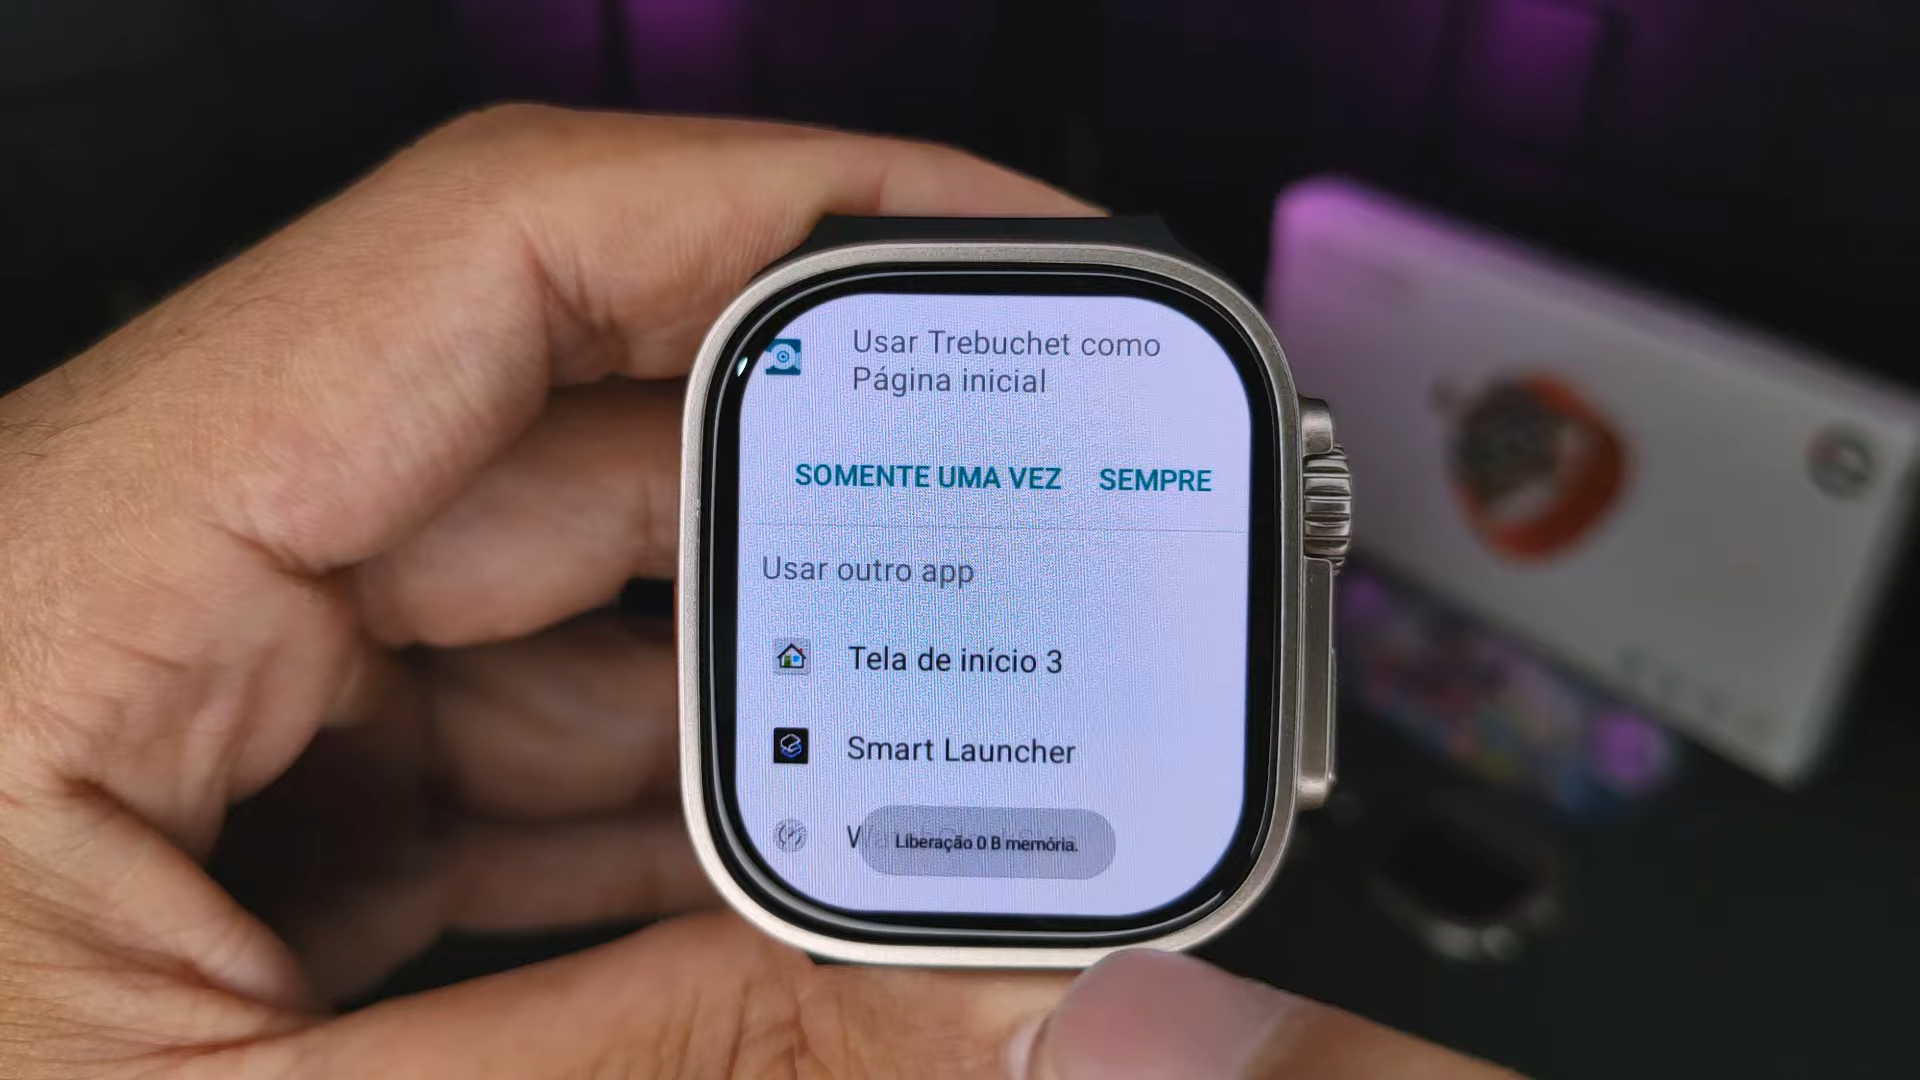 Usar Trebuchet como
Página inicial
SOMENTE UMA VEZ SEMPRE
Usar outro app
Tela de início 3
Smart Launcher
Liberação 0 B memória.